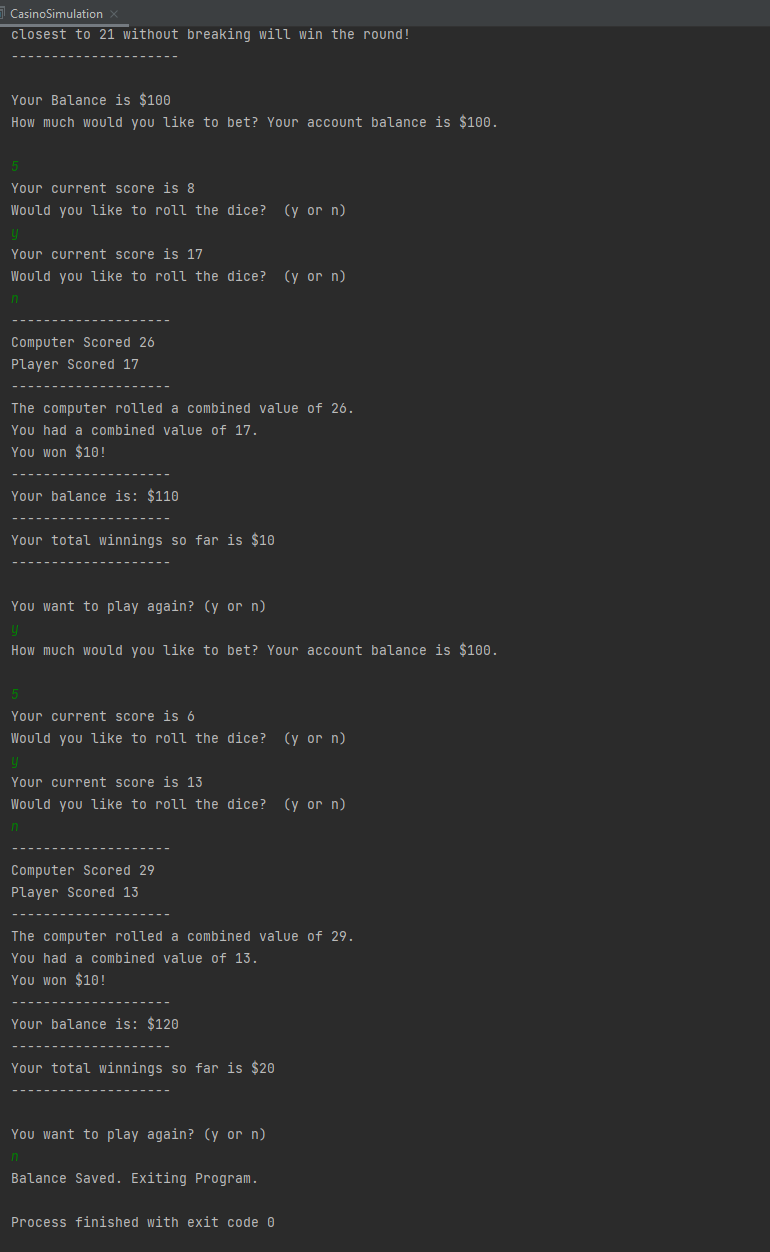 CasinoSimulation
closest to 21 without breaking will win the round!
---------------------
Your Balance is $100
How much would you like to bet? Your account balance is $100.
5
Your current score is 8
Would you like to roll the dice?  (y or n)
y
Your current score is 17
Would you like to roll the dice?  (y or n)
n
--------------------
Computer Scored 26
Player Scored 17
--------------------
The computer rolled a combined value of 26.
You had a combined value of 17.
You won $10!
--------------------
Your balance is: $110
--------------------
Your total winnings so far is $10
--------------------
You want to play again? (y or n)
y
How much would you like to bet? Your account balance is $100.
5
Your current score is 6
Would you like to roll the dice?  (y or n)
y
Your current score is 13
Would you like to roll the dice?  (y or n)
n
--------------------
Computer Scored 29
Player Scored 13
--------------------
The computer rolled a combined value of 29.
You had a combined value of 13.
You won $10!
--------------------
Your balance is: $120
--------------------
Your total winnings so far is $20
--------------------
You want to play again? (y or n)
n
Balance Saved. Exiting Program.
Process finished with exit code 0